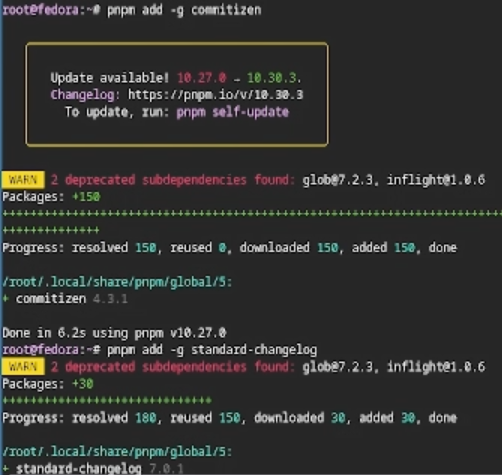 root@fedora:~# pnpm add -g commitizen
Update available! 10.27.0 → 10.30.3.
Changelog: https://pnpm.io/v/10.30.3
To update, run: pnpm self-update
WARN 2 deprecated subdependencies found: glob@7.2.3, inflight@1.0.6
Packages: +150
++++++++++++++++++++++++++++++++++++++++++++++++++++++++++++++++++++++++++
++++++++++++++
Progress: resolved 150, reused 0, downloaded 150, added 150, done
/root/.local/share/pnpm/global/5:
+ commitizen 4.3.1
Done in 6.2s using pnpm v10.27.0
root@fedora:~# pnpm add -g standard-changelog
WARN 2 deprecated subdependencies found: glob@7.2.3, inflight@1.0.6
Packages: +30
++++++++++++++++++++++++++++++
Progress: resolved 180, reused 150, downloaded 30, added 30, done
/root/.local/share/pnpm/global/5:
+ standard-changelog 7.0.1